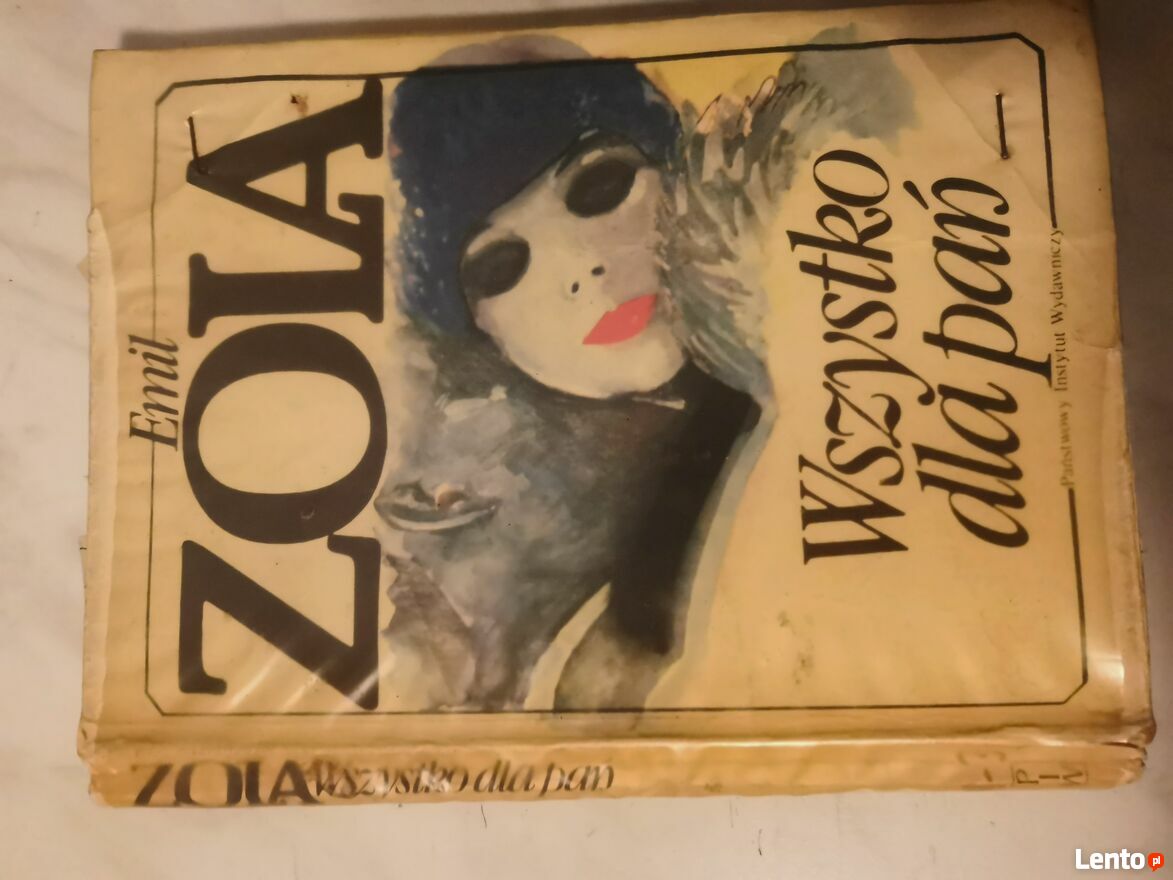 Emil
ZOLA
Wszystko
dla pań
Państwowy Instytut Wydawniczy
ZOLA Wszystko dla pań
PIW
Lento.pl